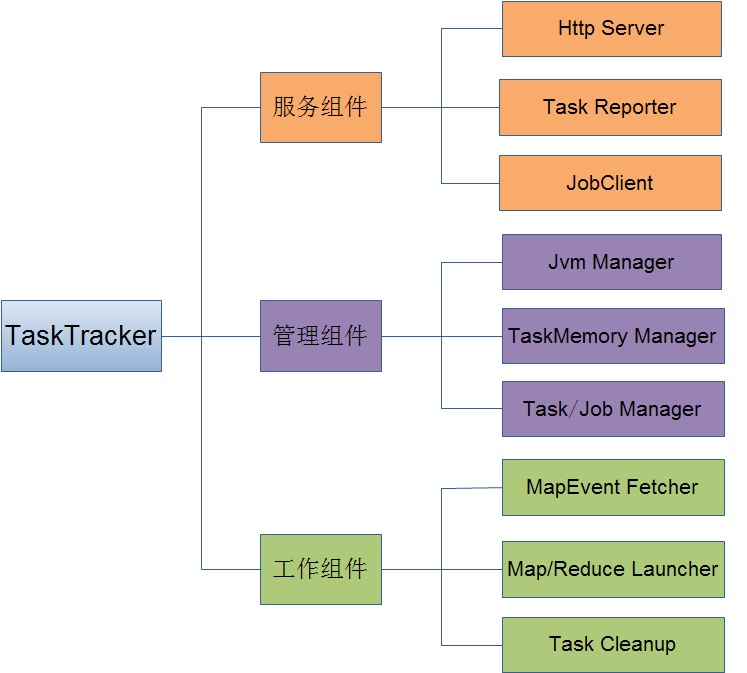 TaskTracker
服务组件
Http Server
Task Reporter
JobClient
管理组件
Jvm Manager
TaskMemory Manager
Task/Job Manager
工作组件
MapEvent Fetcher
Map/Reduce Launcher
Task Cleanup